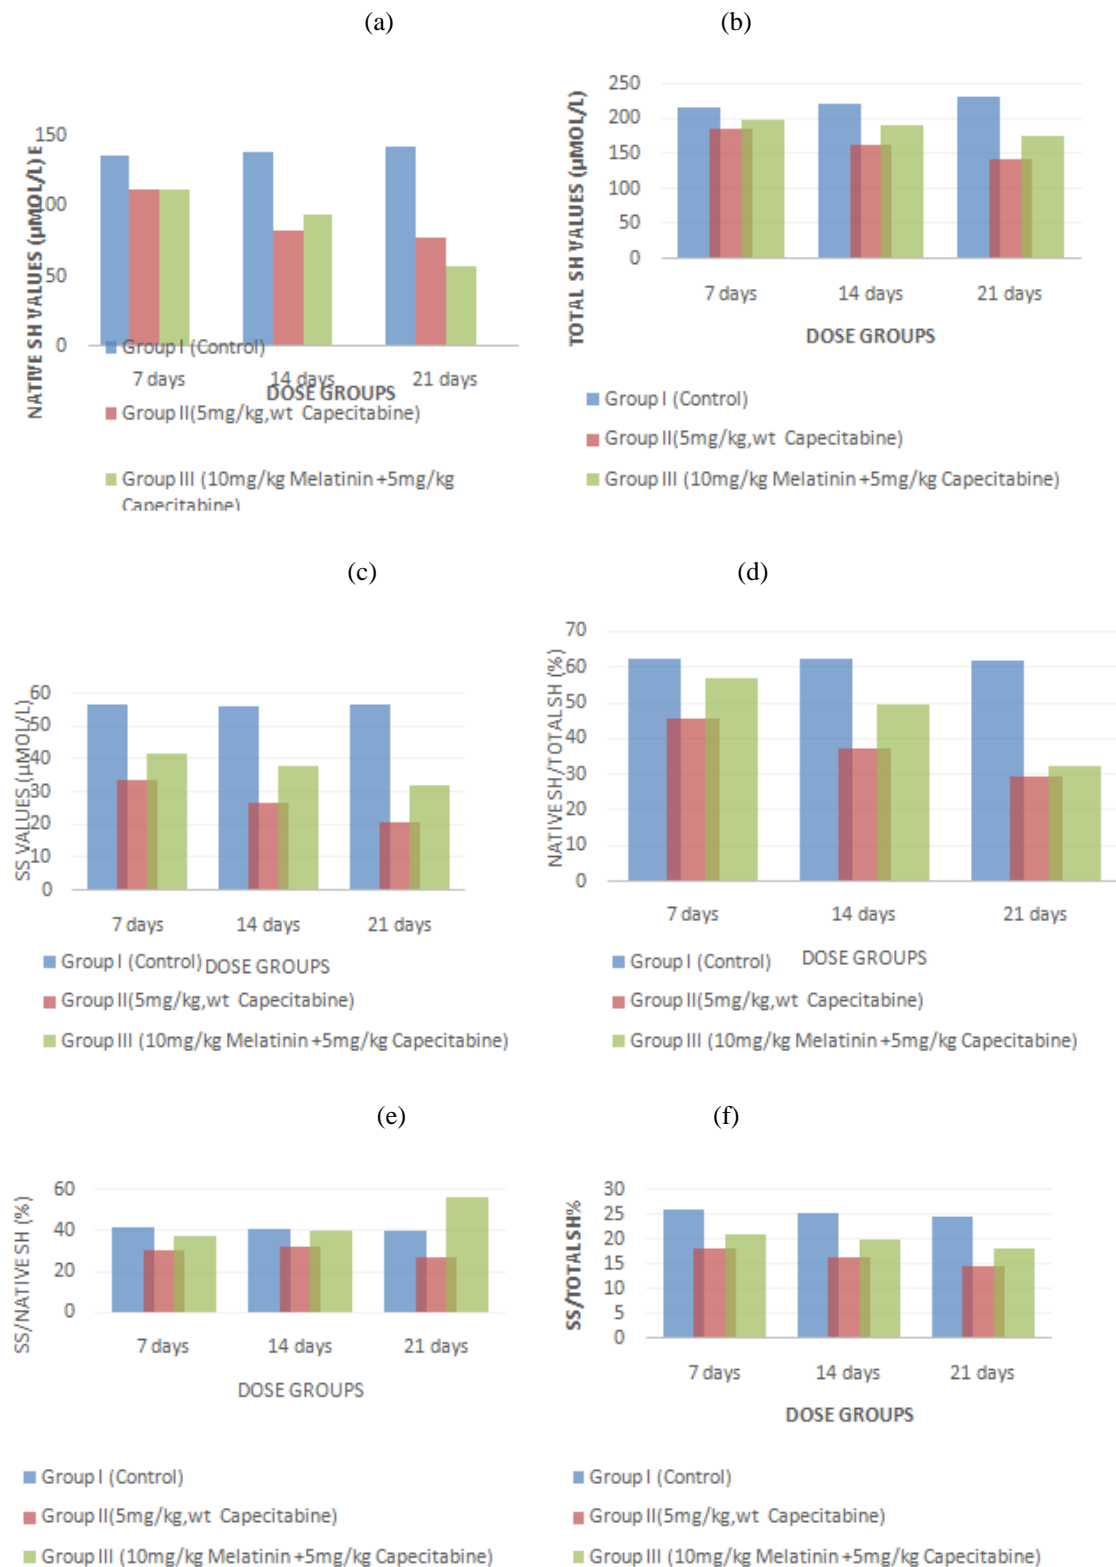 (a)
NATIVE SH VALUES (µMOL/L) E
150
100
50
0
7 days
14 days
21 days
DOSE GROUPS
Group I (Control)
Group II(5mg/kg,wt Capecitabine)
Group III (10mg/kg Melatinin +5mg/kg
Capecitabine)
(b)
TOTAL SH VALUES (µMOL/L)
250
200
150
100
50
0
7 days
14 days
21 days
DOSE GROUPS
Group I (Control)
Group II(5mg/kg,wt Capecitabine)
Group III (10mg/kg Melatinin +5mg/kg Capecitabine)
(c)
SS VALUES (µMOL/L)
60
50
40
30
20
10
0
7 days
14 days
21 days
DOSE GROUPS
Group I (Control)
Group II(5mg/kg,wt Capecitabine)
Group III (10mg/kg Melatinin +5mg/kg Capecitabine)
(d)
NATIVE SH/TOTALSH (%)
70
60
50
40
30
20
10
0
7 days
14 days
21 days
DOSE GROUPS
Group I (Control)
Group II(5mg/kg,wt Capecitabine)
Group III (10mg/kg Melatinin +5mg/kg Capecitabine)
(e)
SS/NATIVE SH (%)
60
40
20
0
7 days
14 days
21 days
DOSE GROUPS
Group I (Control)
Group II(5mg/kg,wt Capecitabine)
Group III (10mg/kg Melatinin +5mg/kg Capecitabine)
(f)
SS/TOTALSH%
30
25
20
15
10
5
0
7 days
14 days
21 days
DOSE GROUPS
Group I (Control)
Group II(5mg/kg,wt Capecitabine)
Group III (10mg/kg Melatinin +5mg/kg Capecitabine)